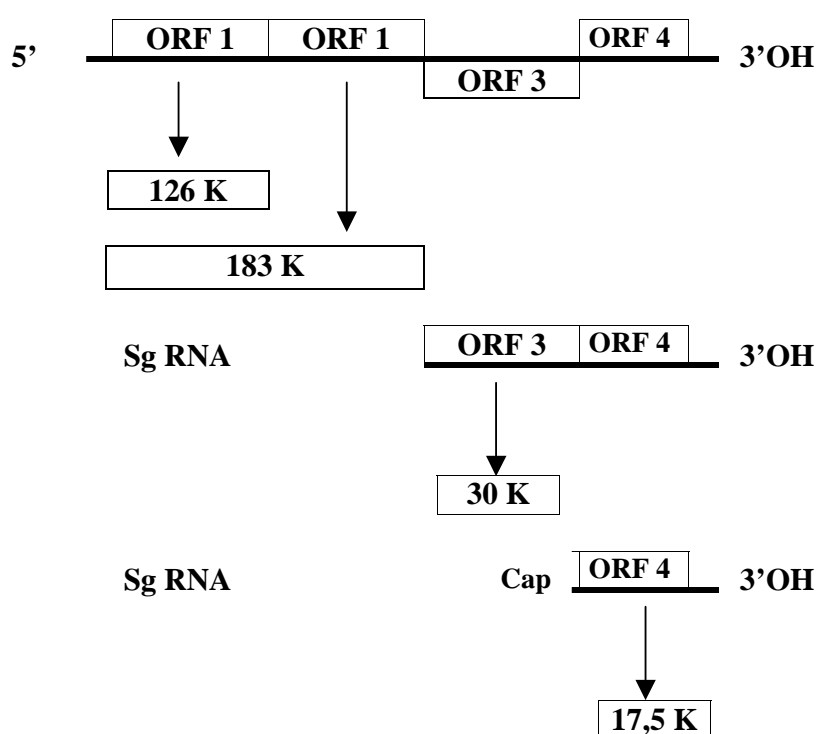 ORF 1 ORF 1 ORF 4
5’ 3’OH
ORF 3
126 K
183 K
ORF 3 ORF 4
Sg RNA 3’OH
30 K
Sg RNA Cap ORF 4 3’OH
17,5 K